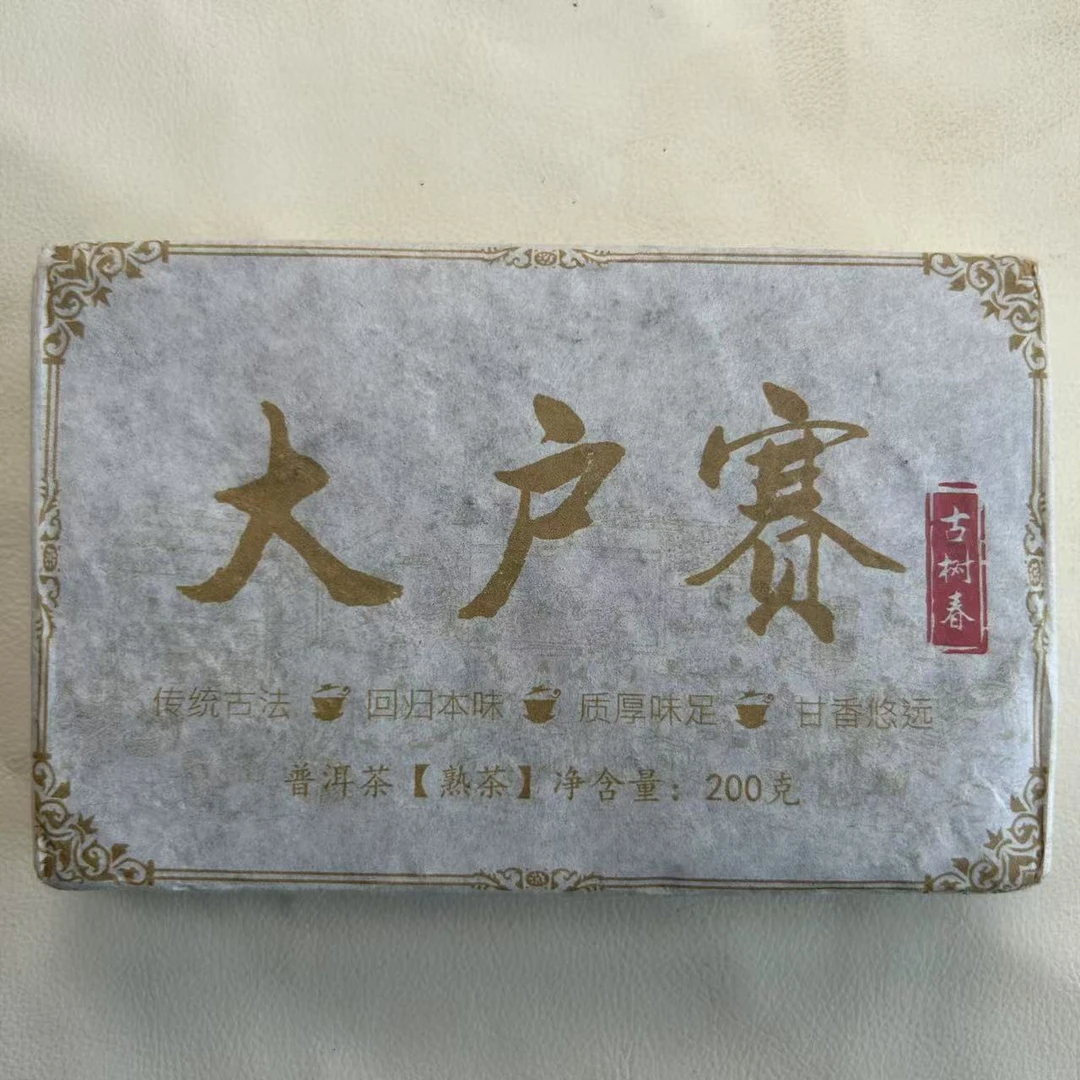 大户赛
古树春
传统古法 回归本味 质厚味足 甘香悠远
普洱茶【熟茶】净含量：200克